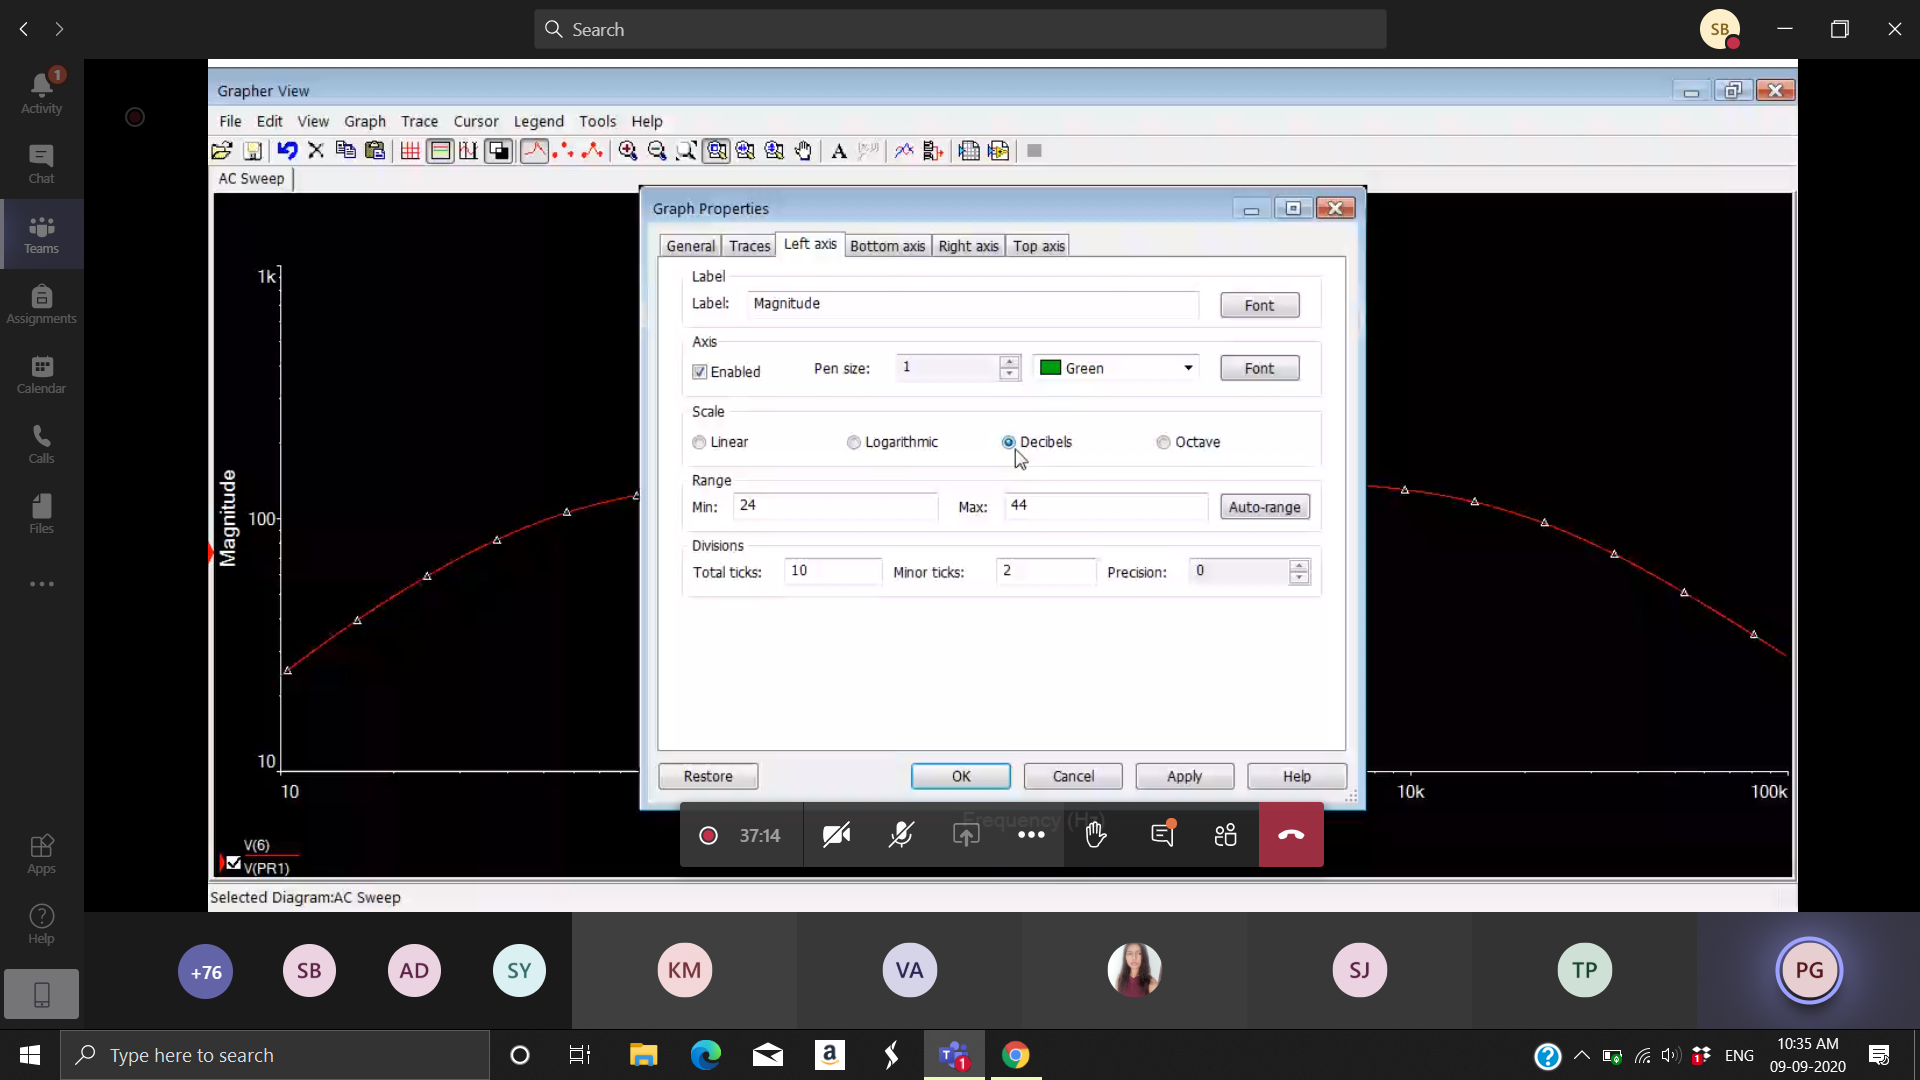 Search
SB
Activity
1
Chat
Teams
Assignments
Calendar
Calls
Files
Apps
Help
Grapher View
File Edit View Graph Trace Cursor Legend Tools Help
A
AC Sweep
Magnitude
1k
100
10
10
10k
100k
Frequency (Hz)
V(6)
V(PR1)
Selected Diagram:AC Sweep
Graph Properties
General Traces Left axis Bottom axis Right axis Top axis
Label
Label: Magnitude Font
Axis
Enabled Pen size: 1 Green Font
Scale
Linear Logarithmic Decibels Octave
Range
Min: 24 Max: 44 Auto-range
Divisions
Total ticks: 10 Minor ticks: 2 Precision: 0
Restore OK Cancel Apply Help
37:14
+76 SB AD SY KM VA SJ TP PG
Type here to search
a
T
1
1
ENG
10:35 AM
09-09-2020